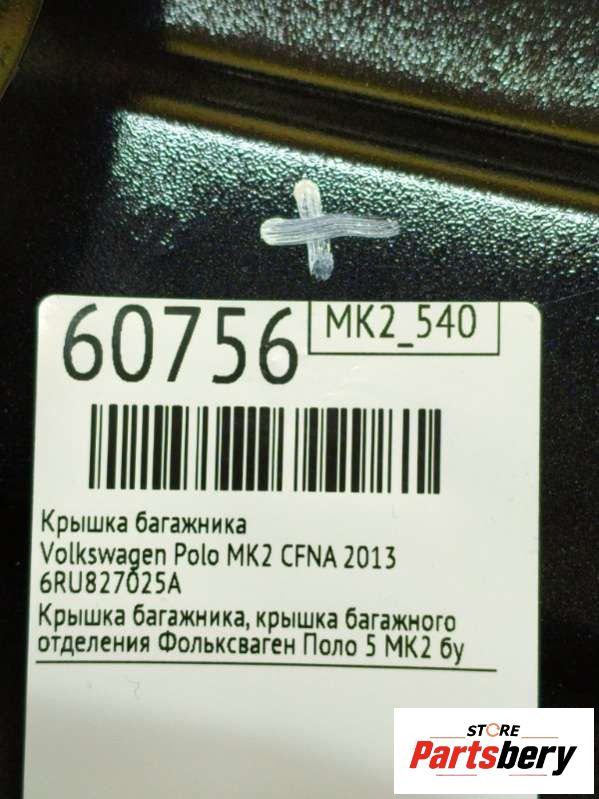 60756
MK2_540
Крышка багажника
Volkswagen Polo MK2 CFNA 2013
6RU827025A
Крышка багажника, крышка багажного
отделения Фольксваген Поло 5 МК2 бу
STORE
Partsbery